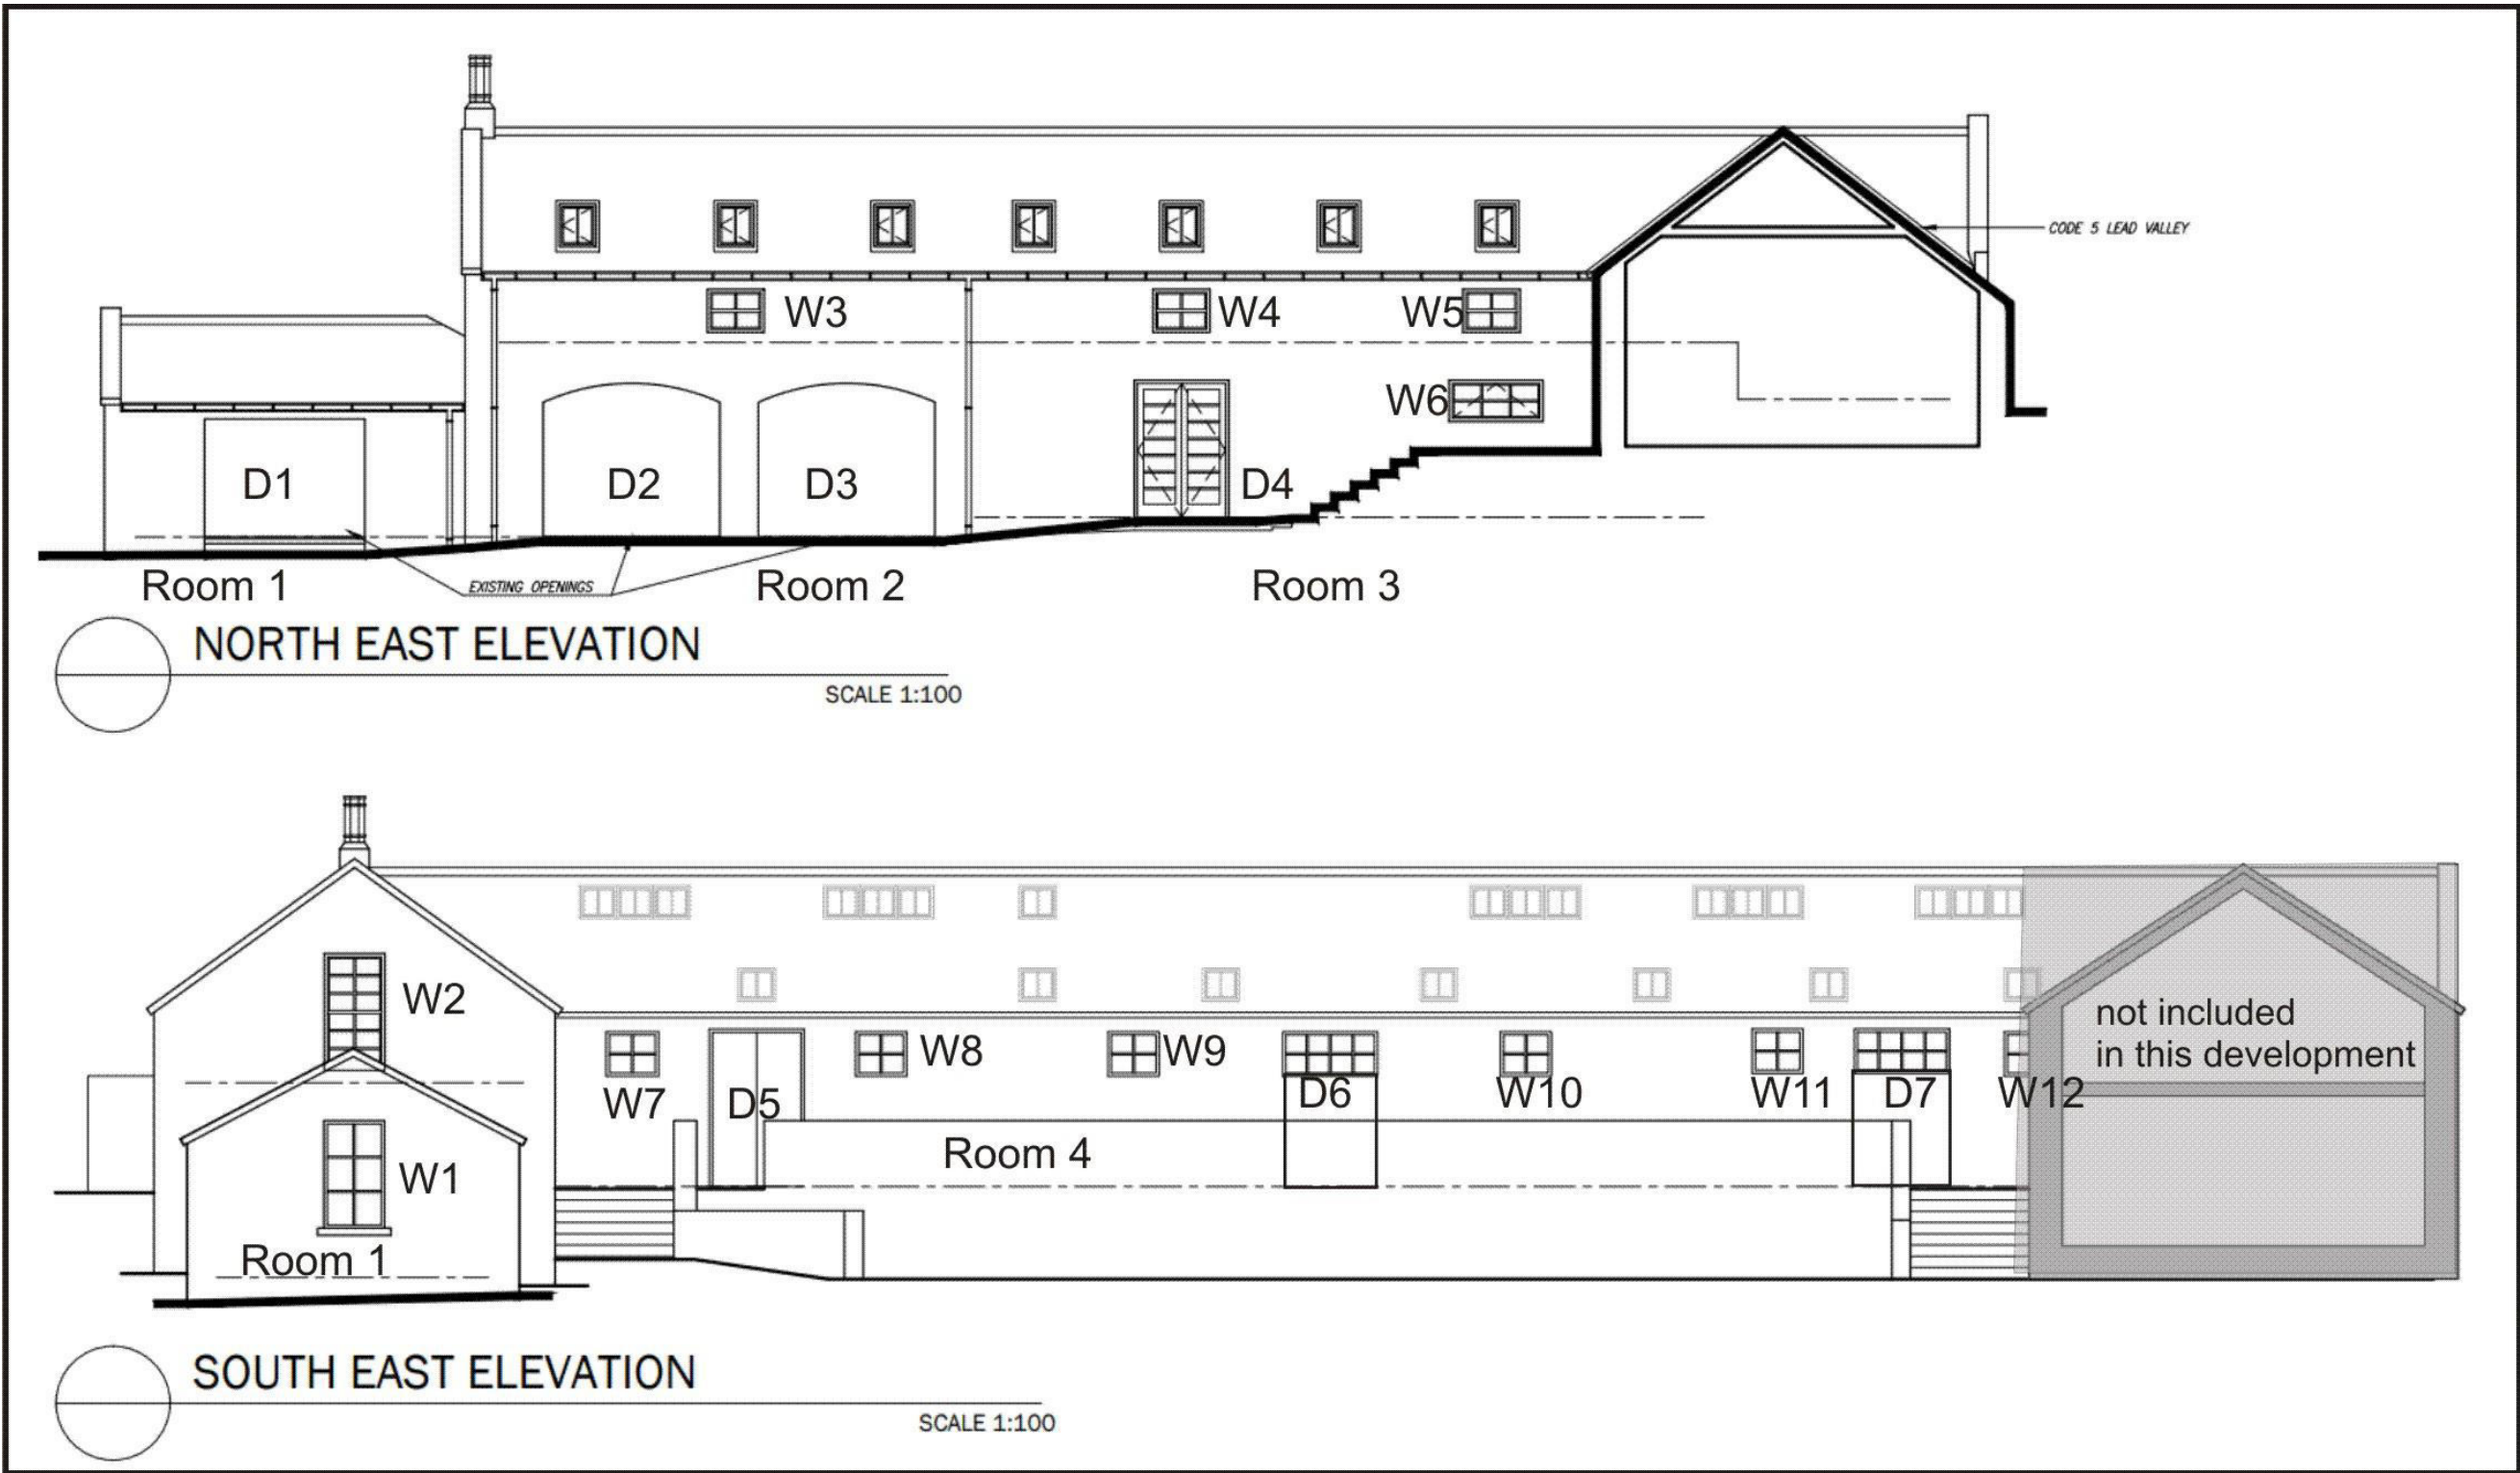 CODE 5 LEAD VALLEY
W3
W4
W5
W6
D1
D2
D3
D4
EXISTING OPENINGS
Room 1
Room 2
Room 3
NORTH EAST ELEVATION
SCALE 1:100
W2
not included
in this development
W8
W9
W7
D5
D6
W10
W11
D7
W12
Room 4
W1
Room 1
SOUTH EAST ELEVATION
SCALE 1:100